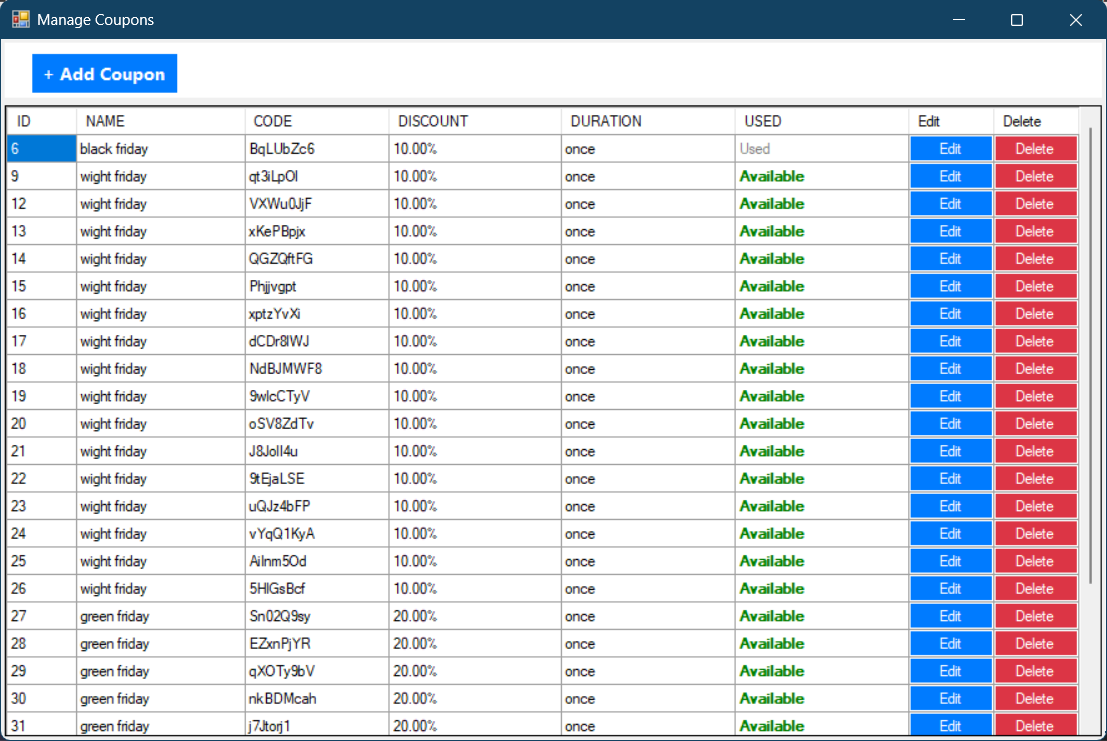 Manage Coupons
+ Add Coupon
ID NAME CODE DISCOUNT DURATION USED Edit Delete
6 black friday BqLUbZc6 10.00% once Used Edit Delete
9 wight friday qt3iLpOl 10.00% once Available Edit Delete
12 wight friday VXWu0JjF 10.00% once Available Edit Delete
13 wight friday xKePBpjx 10.00% once Available Edit Delete
14 wight friday QGZQftFG 10.00% once Available Edit Delete
15 wight friday Phjjvgpt 10.00% once Available Edit Delete
16 wight friday xptzYvXi 10.00% once Available Edit Delete
17 wight friday dCDr8lWJ 10.00% once Available Edit Delete
18 wight friday NdBJMWF8 10.00% once Available Edit Delete
19 wight friday 9wlcCTyV 10.00% once Available Edit Delete
20 wight friday oSV8ZdTv 10.00% once Available Edit Delete
21 wight friday J8Joll4u 10.00% once Available Edit Delete
22 wight friday 9tEjaLSE 10.00% once Available Edit Delete
23 wight friday uQJz4bFP 10.00% once Available Edit Delete
24 wight friday vYqQ1KyA 10.00% once Available Edit Delete
25 wight friday Ailnm5Od 10.00% once Available Edit Delete
26 wight friday 5HlGsBcf 10.00% once Available Edit Delete
27 green friday Sn02Q9sy 20.00% once Available Edit Delete
28 green friday EZxnPjYR 20.00% once Available Edit Delete
29 green friday qXOTy9bV 20.00% once Available Edit Delete
30 green friday nkBDMcah 20.00% once Available Edit Delete
31 green friday j7Jtorj1 20.00% once Available Edit Delete